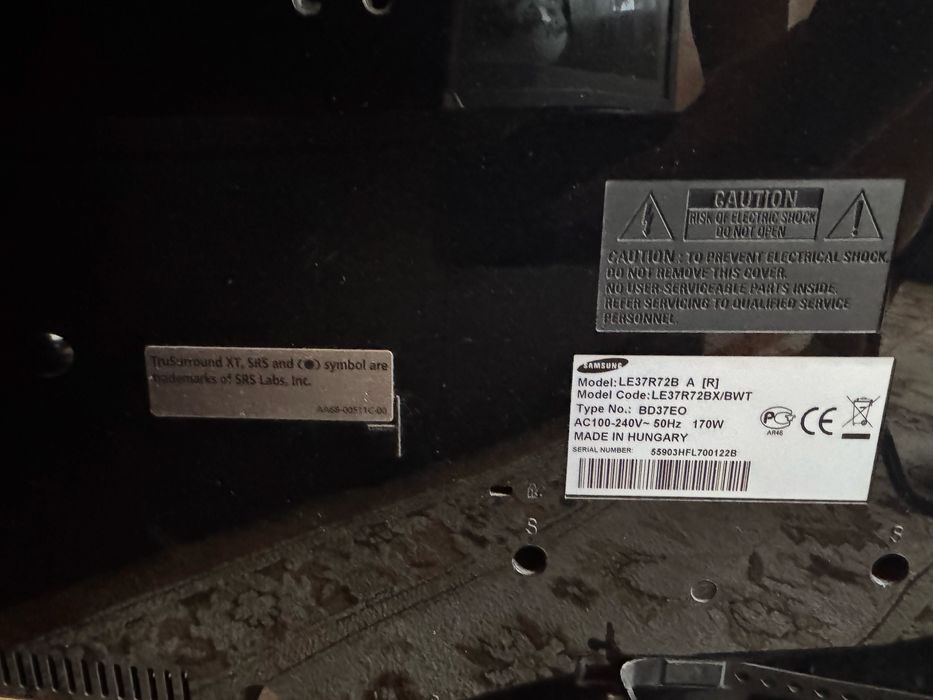 CAUTION
RISK OF ELECTRIC SHOCK
DO NOT OPEN
CAUTION : TO PREVENT ELECTRICAL SHOCK,
DO NOT REMOVE THIS COVER.
NO USER-SERVICEABLE PARTS INSIDE.
REFER SERVICING TO QUALIFIED SERVICE
PERSONNEL.
TruSurround XT, SRS and (●) symbol are
trademarks of SRS Labs, Inc.
AA68-00511C-00
SAMSUNG
Model:LE37R72B A [R]
Model Code:LE37R72BX/BWT
Type No.: BD37EO
AC100-240V~ 50Hz 170W
MADE IN HUNGARY
SERIAL NUMBER: 55903HFL700122B
PC
AR46
CE
S
S